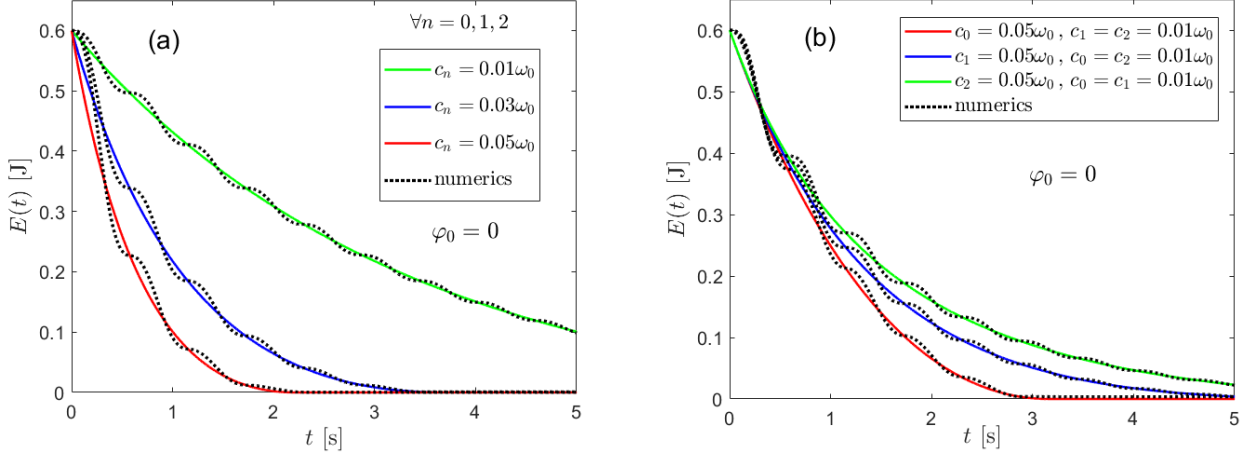 (a)
∀n = 0, 1, 2
c_n = 0.01ω_0
c_n = 0.03ω_0
c_n = 0.05ω_0
numerics
φ_0 = 0
E(t) [J]
0.6
0.5
0.4
0.3
0.2
0.1
0
0 1 2 3 4 5
t [s]
(b)
c_0 = 0.05ω_0 , c_1 = c_2 = 0.01ω_0
c_1 = 0.05ω_0 , c_0 = c_2 = 0.01ω_0
c_2 = 0.05ω_0 , c_0 = c_1 = 0.01ω_0
numerics
φ_0 = 0
E(t) [J]
0.6
0.5
0.4
0.3
0.2
0.1
0
0 1 2 3 4 5
t [s]